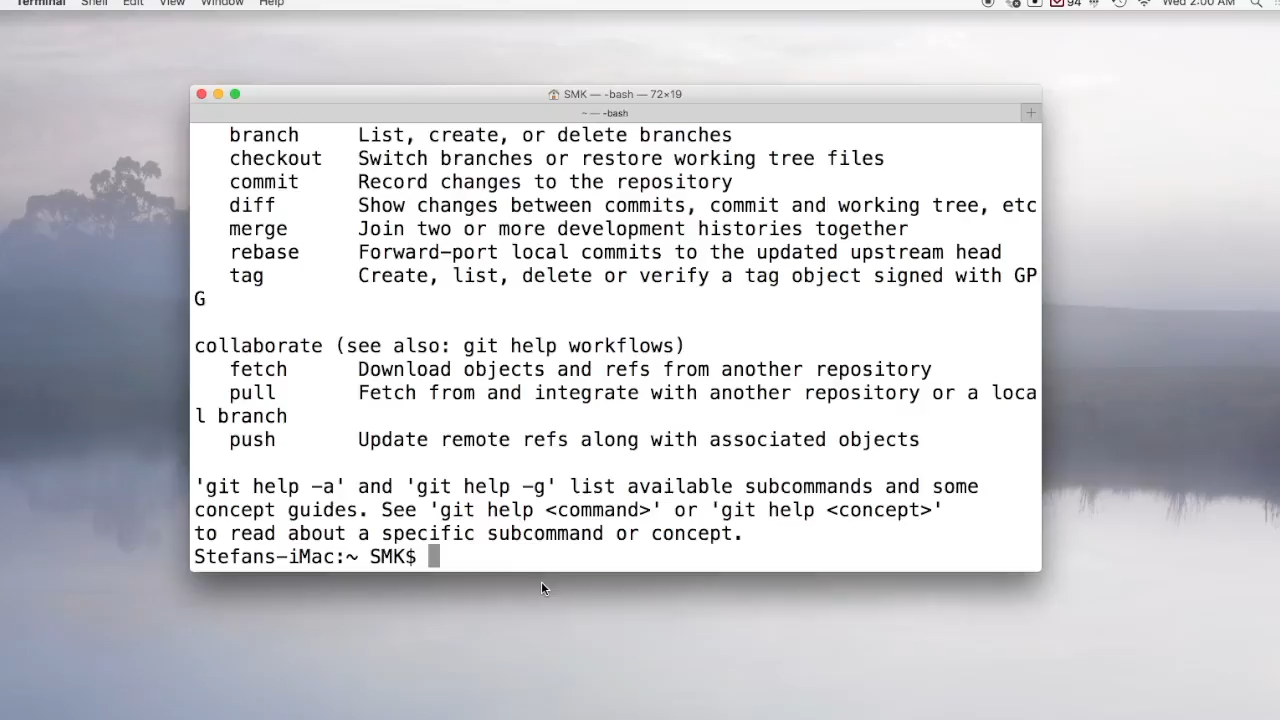 Terminal Shell Edit View Window Help 94 Wed 2:00 AM
SMK — -bash — 72×19
~ — -bash
branch List, create, or delete branches
checkout Switch branches or restore working tree files
commit Record changes to the repository
diff Show changes between commits, commit and working tree, etc
merge Join two or more development histories together
rebase Forward-port local commits to the updated upstream head
tag Create, list, delete or verify a tag object signed with GP
G
collaborate (see also: git help workflows)
fetch Download objects and refs from another repository
pull Fetch from and integrate with another repository or a loca
l branch
push Update remote refs along with associated objects
'git help -a' and 'git help -g' list available subcommands and some
concept guides. See 'git help <command>' or 'git help <concept>'
to read about a specific subcommand or concept.
Stefans-iMac:~ SMK$